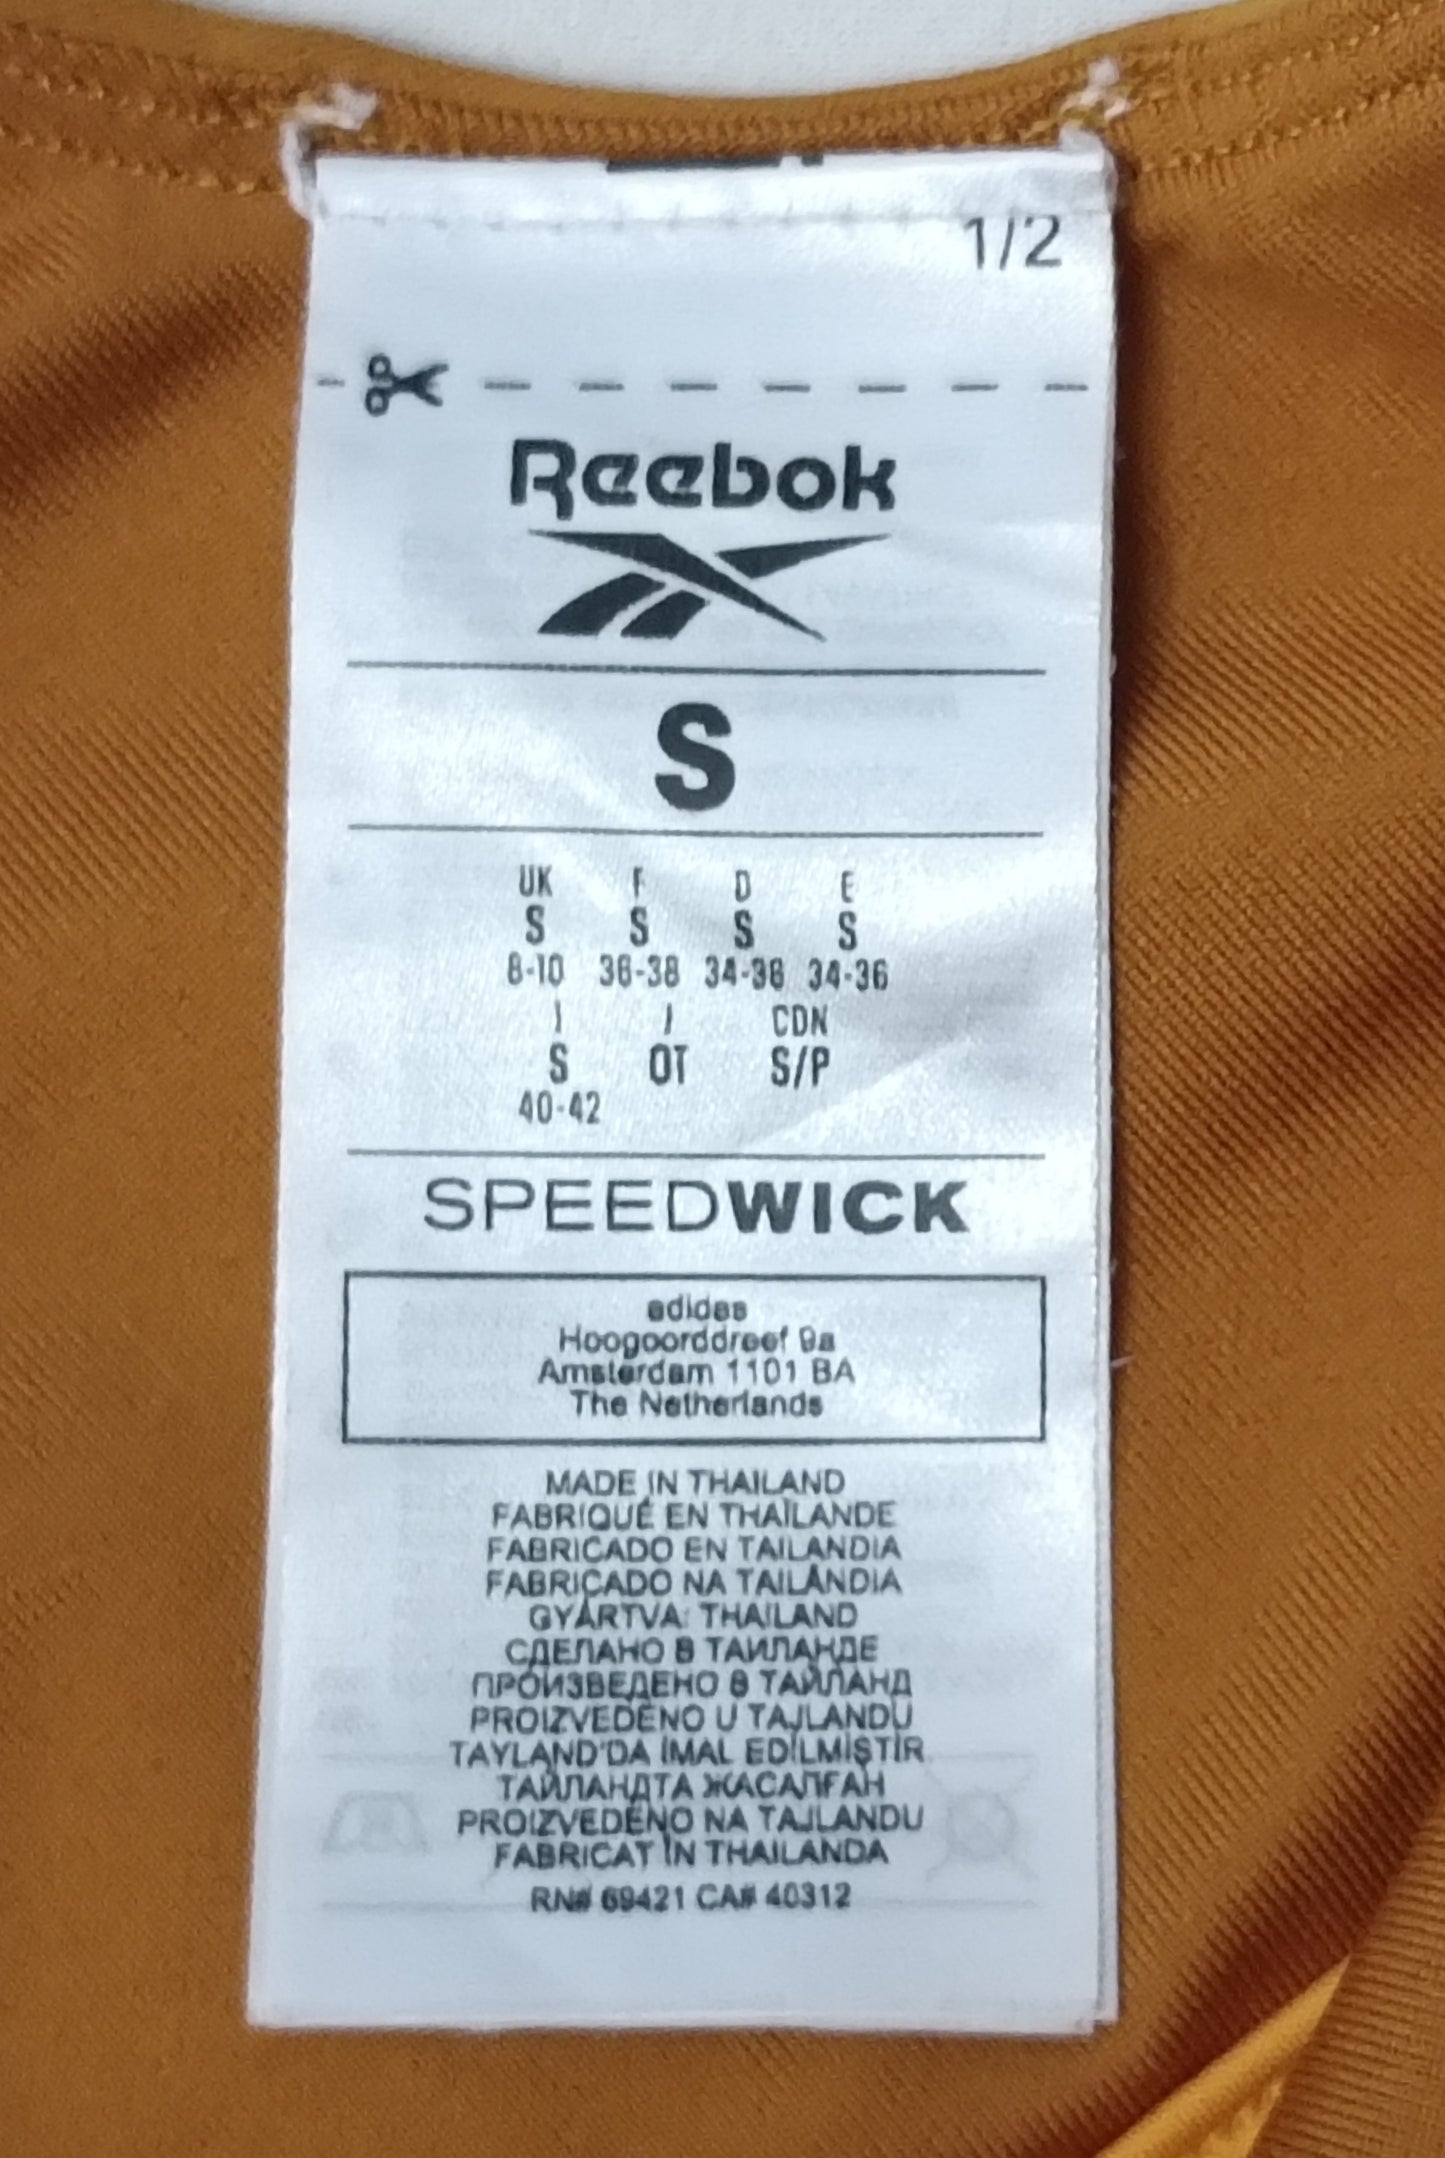 1/2
Reebok
S
UK F D E
S S S S
8-10 36-38 34-36 34-36
I J CDN
S OT S/P
40-42
SPEEDWICK
adidas
Hoogoorddreef 9a
Amsterdam 1101 BA
The Netherlands
MADE IN THAILAND
FABRIQUÉ EN THAÏLANDE
FABRICADO EN TAILANDIA
FABRICADO NA TAILÂNDIA
GYÁRTVA: THAILAND
СДЕЛАНО В ТАИЛАНДЕ
ПРОИЗВЕДЕНО В ТАЙЛАНД
PROIZVEDENO U TAJLANDU
TAYLAND'DA İMAL EDİLMİŞTİR
ТАЙЛАНДТА ЖАСАЛҒАН
PROIZVEDENO NA TAJLANDU
FABRICAT ÎN THAILANDA
RN# 69421 CA# 40312